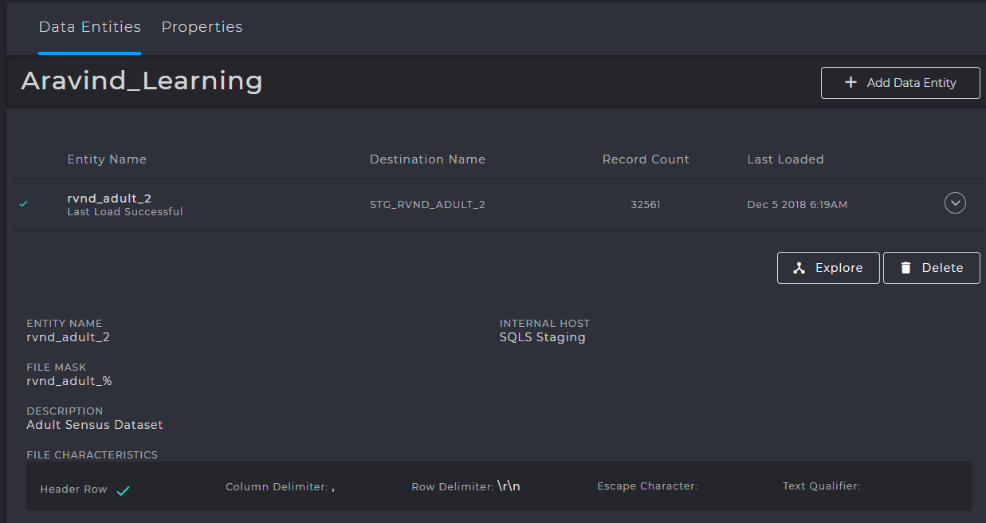 Data Entities Properties
Aravind_Learning
+ Add Data Entity
Entity Name Destination Name Record Count Last Loaded
rvnd_adult_2
Last Load Successful
STG_RVND_ADULT_2 32561 Dec 5 2018 6:19AM
Explore Delete
ENTITY NAME INTERNAL HOST
rvnd_adult_2 SQLS Staging
FILE MASK
rvnd_adult_%
DESCRIPTION
Adult Sensus Dataset
FILE CHARACTERISTICS
Header Row Column Delimiter: , Row Delimiter: \r\n Escape Character: Text Qualifier: